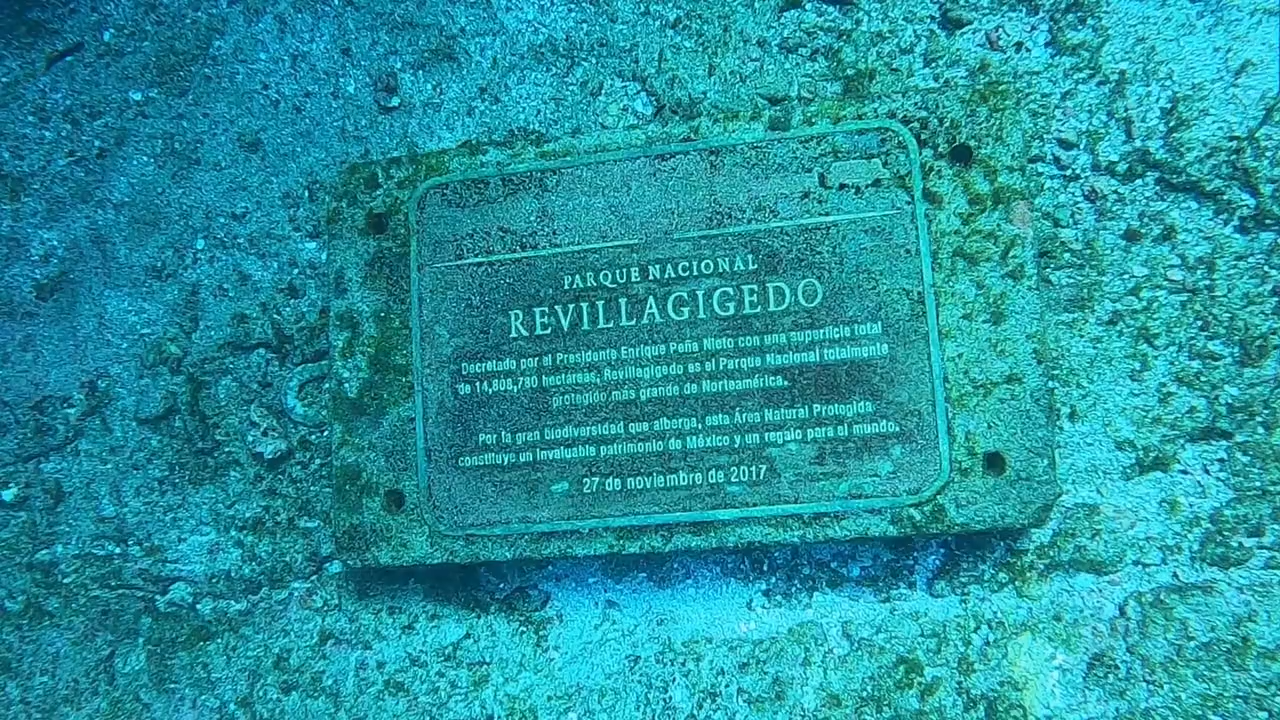 PARQUE NACIONAL
REVILLAGIGEDO
Decretado por el Presidente Enrique Peña Nieto con una superficie total
de 14,808,780 hectáreas, Revillagigedo es el Parque Nacional totalmente
protegido más grande de Norteamérica.
Por la gran biodiversidad que alberga, esta Área Natural Protegida
constituye un invaluable patrimonio de México y un regalo para el mundo.
27 de noviembre de 2017